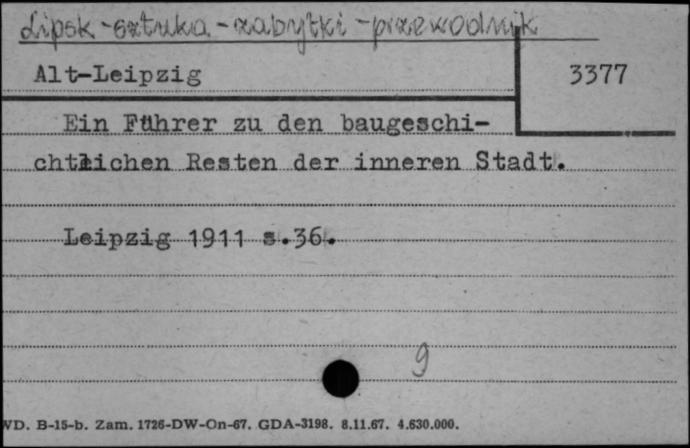 Lipsk - sztuka - zabytki - przewodnik
Alt-Leipzig
3377
Ein Führer zu den baugeschi-
chtlichen Resten der inneren Stadt.
Leipzig 1911 s.36.
9
WD. B-15-b. Zam. 1726-DW-On-67. GDA-3198. 8.11.67. 4.630.000.